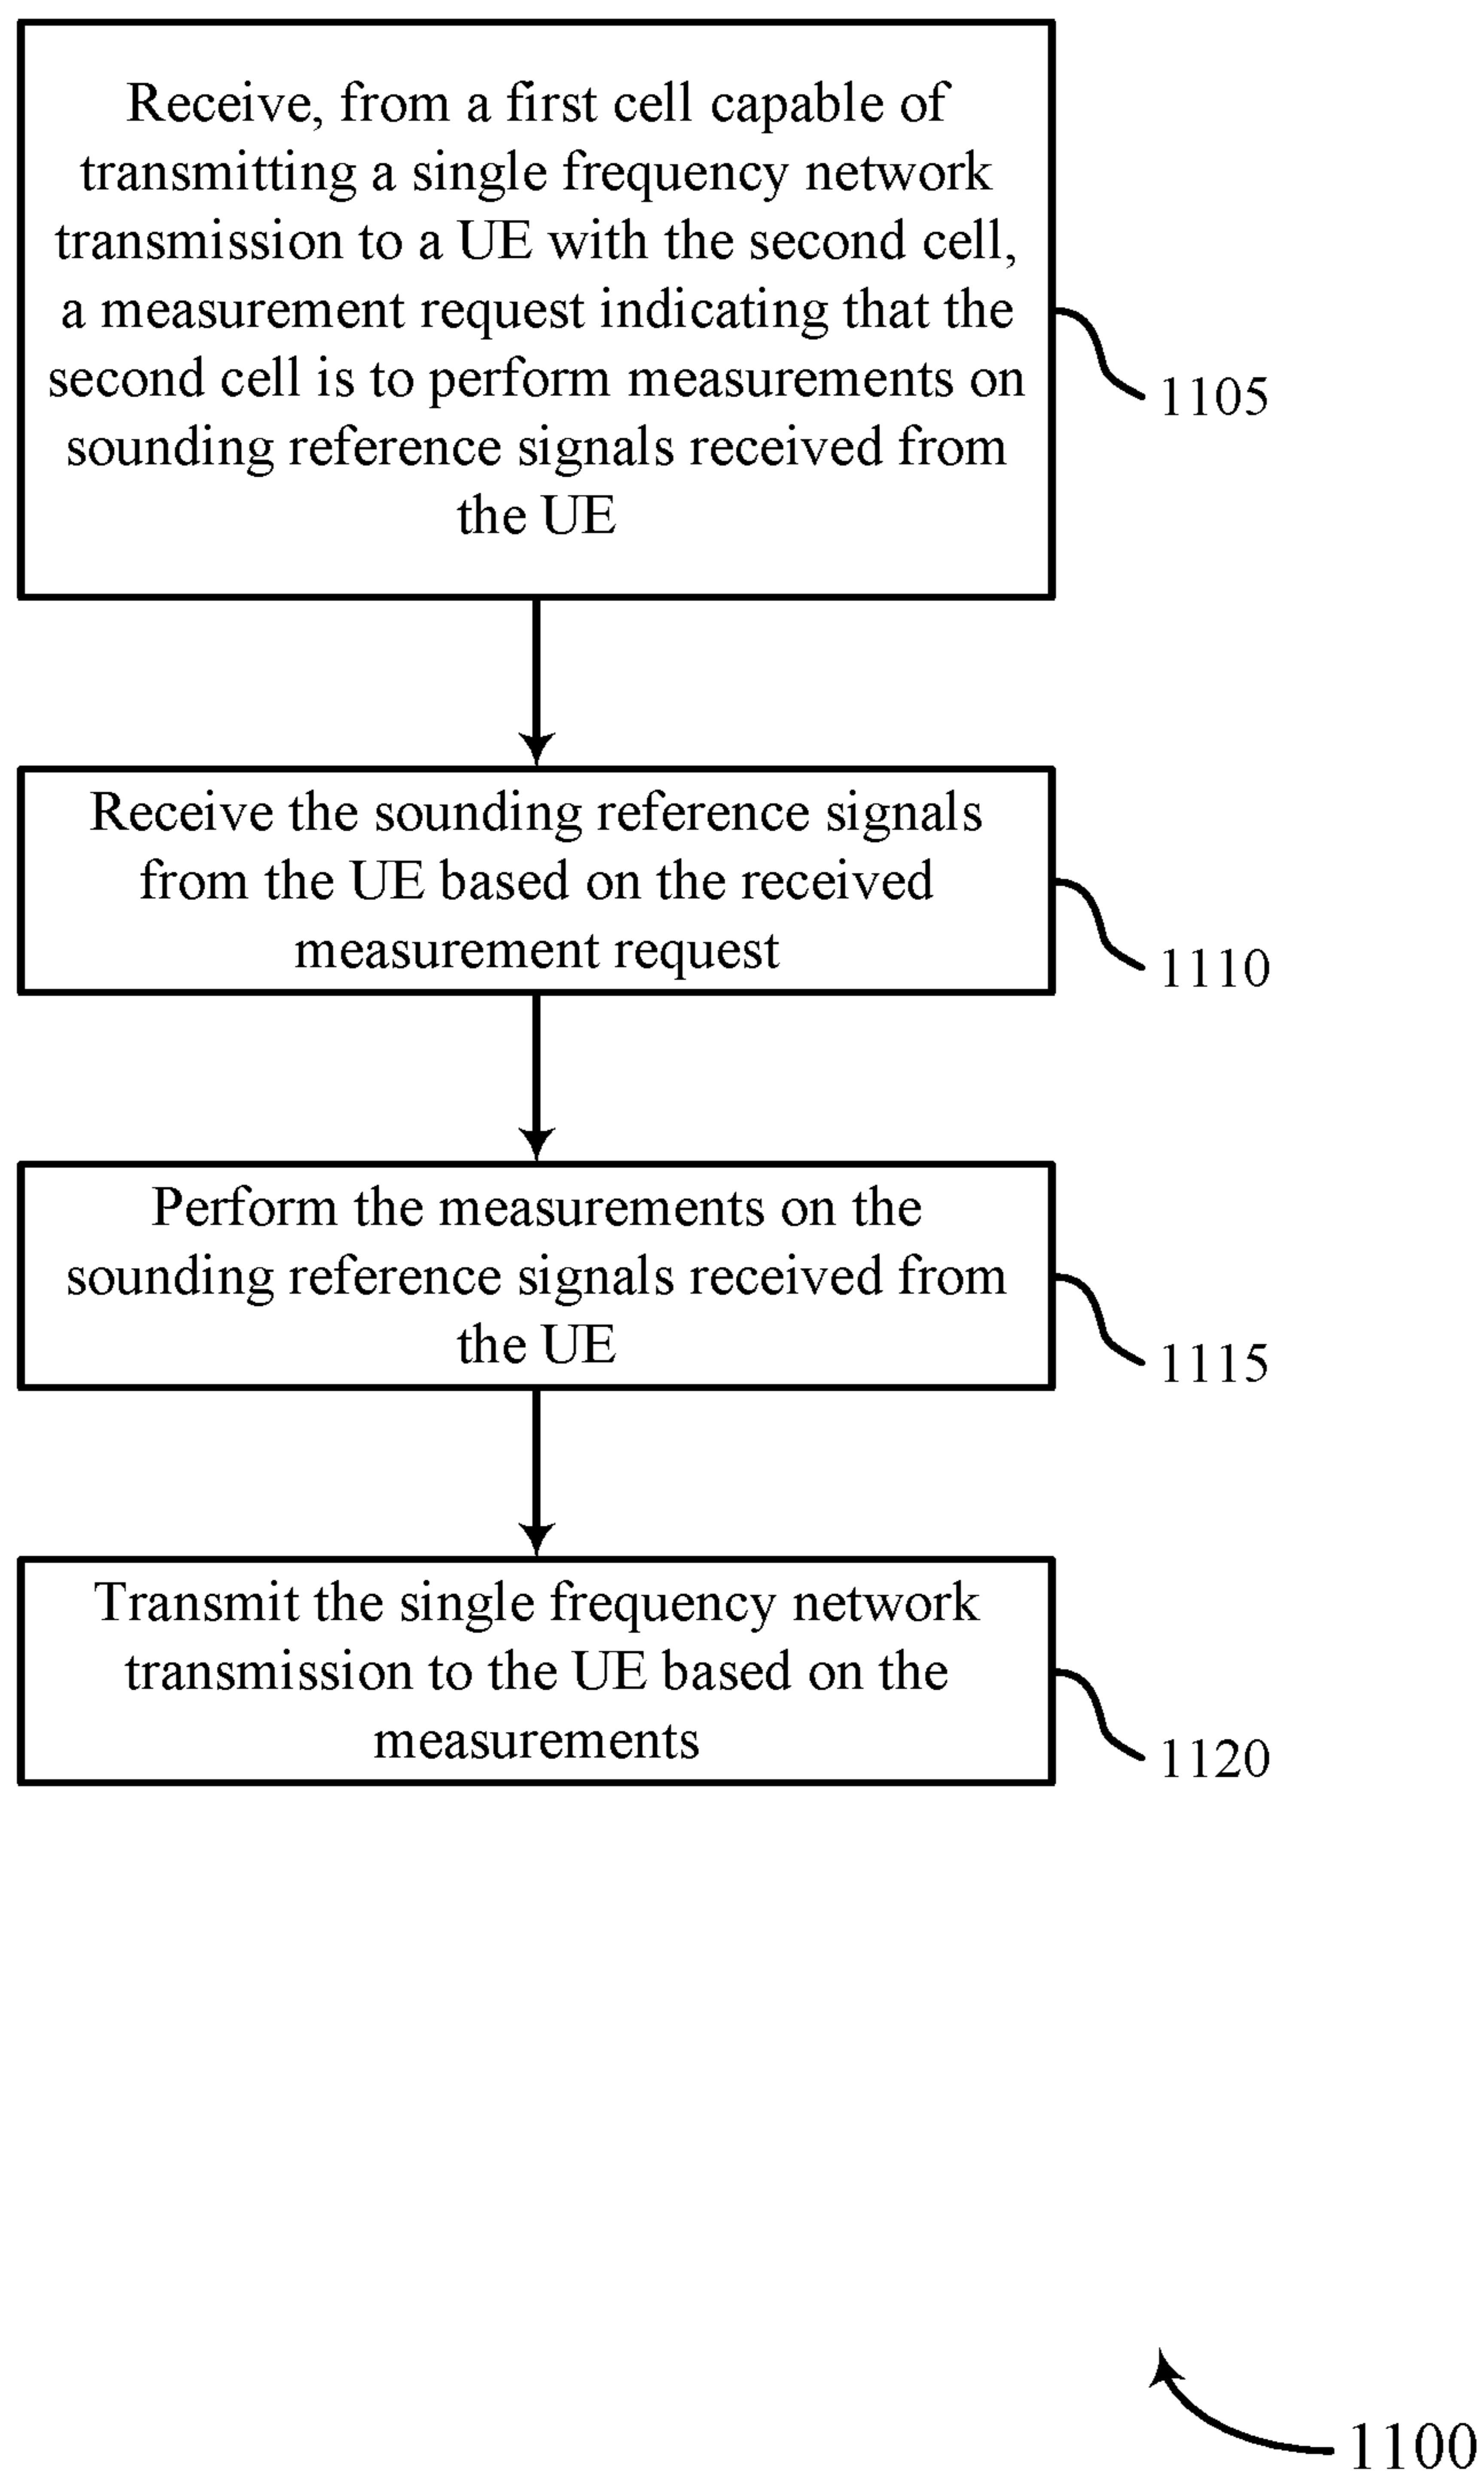 Receive, from a first cell capable of
transmitting a single frequency network
transmission to a UE with the second cell,
a measurement request indicating that the
second cell is to perform measurements on
sounding reference signals received from
the UE
1105
Receive the sounding reference signals
from the UE based on the received
measurement request
1110
Perform the measurements on the
sounding reference signals received from
the UE
1115
Transmit the single frequency network
transmission to the UE based on the
measurements
1120
1100